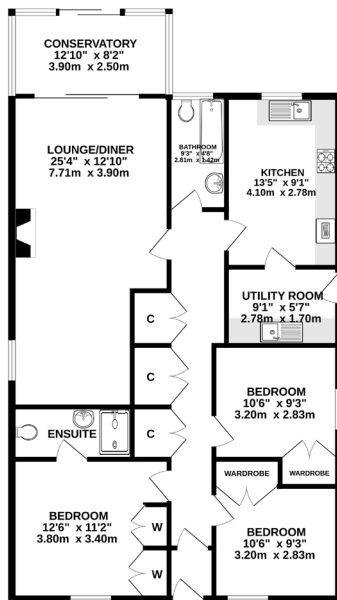 CONSERVATORY
12'10" x 8'2"
3.90m x 2.50m
LOUNGE/DINER
25'4" x 12'10"
7.71m x 3.90m
BATHROOM
9'3" x 4'8"
2.81m x 1.42m
KITCHEN
13'5" x 9'1"
4.10m x 2.78m
UTILITY ROOM
9'1" x 5'7"
2.78m x 1.70m
C
C
C
ENSUITE
BEDROOM
10'6" x 9'3"
3.20m x 2.83m
WARDROBE
WARDROBE
BEDROOM
12'6" x 11'2"
3.80m x 3.40m
W
W
BEDROOM
10'6" x 9'3"
3.20m x 2.83m